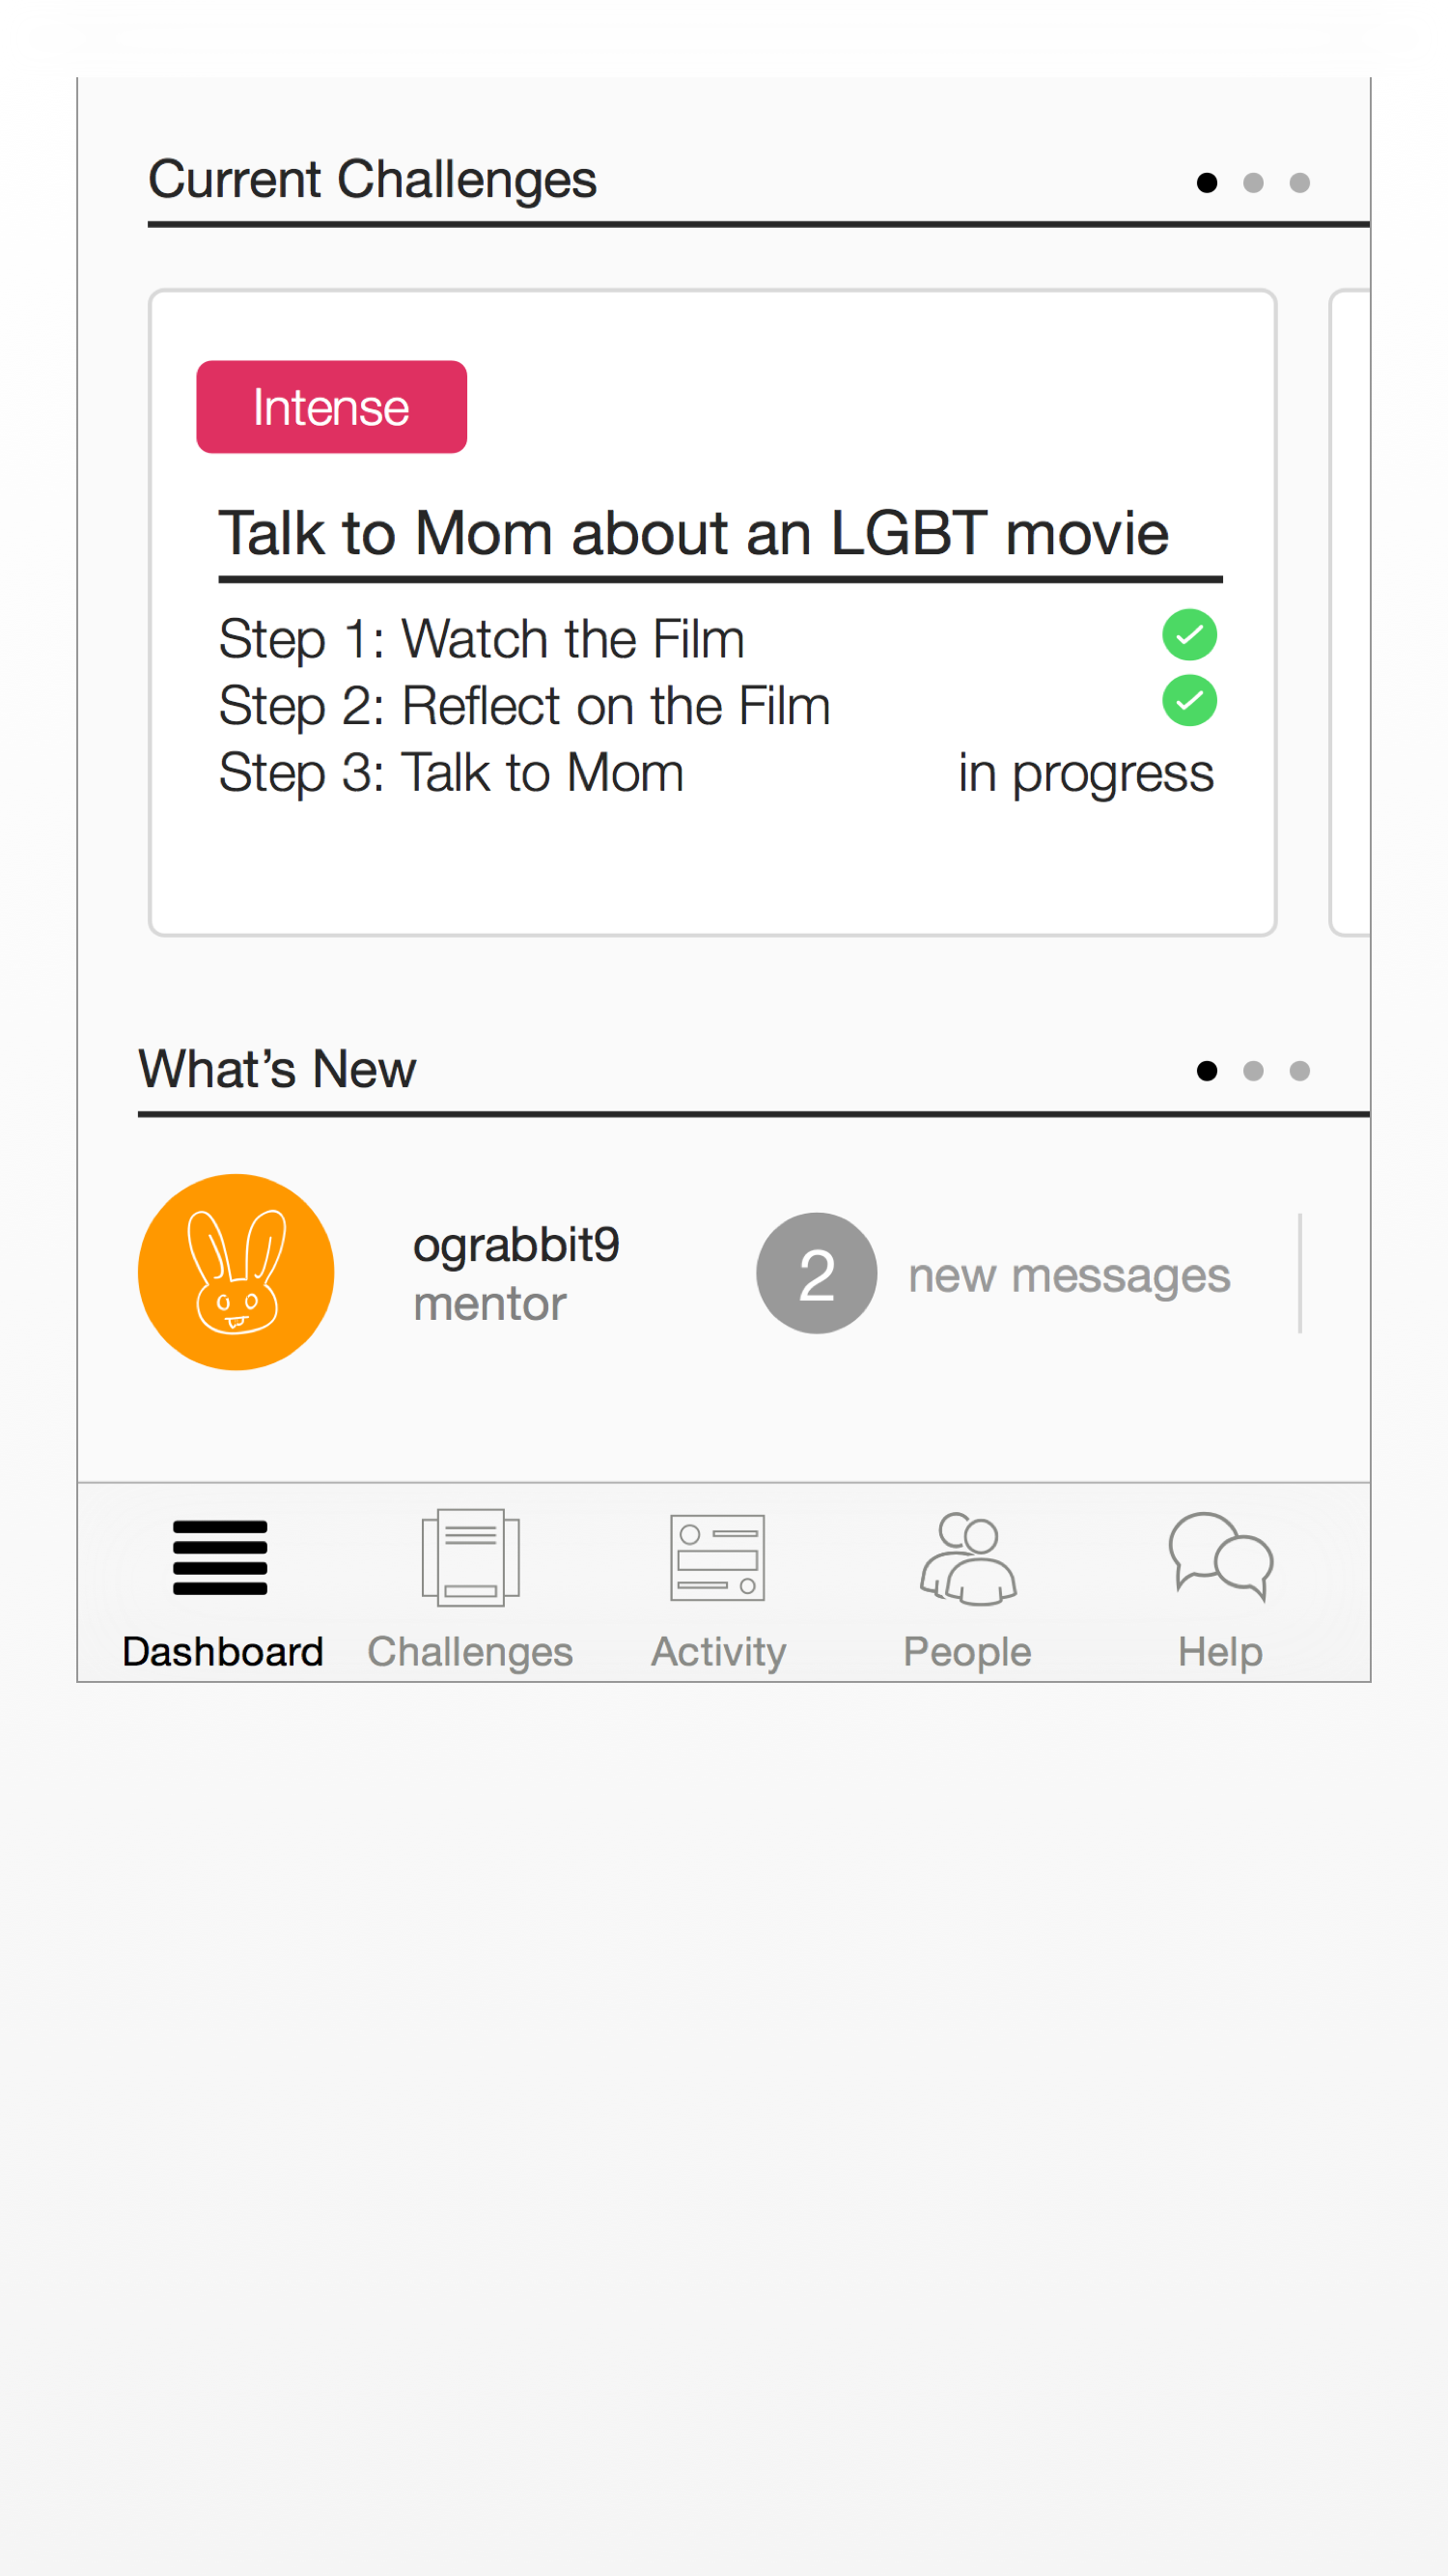 Current Challenges
Intense
Talk to Mom about an LGBT movie
Step 1: Watch the Film
Step 2: Reflect on the Film
Step 3: Talk to Mom in progress
What’s New
ograbbit9
mentor
2 new messages
Dashboard Challenges Activity People Help